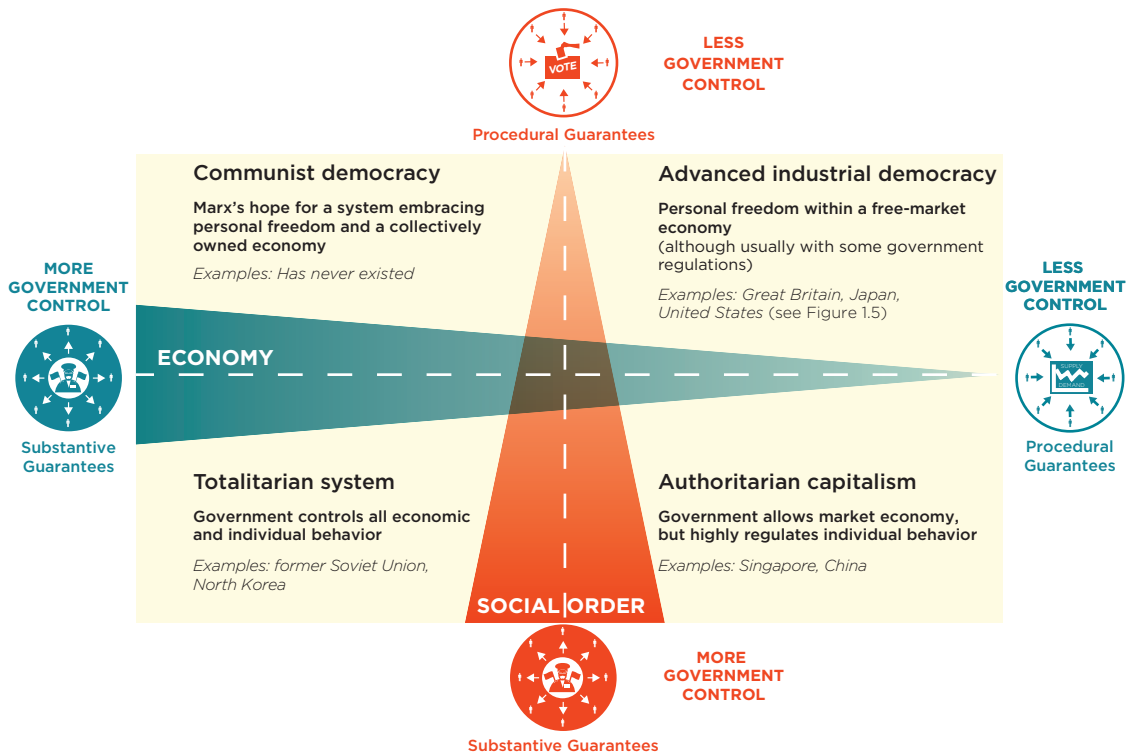 VOTE
LESS
GOVERNMENT
CONTROL
Procedural Guarantees
Communist democracy
Marx’s hope for a system embracing
personal freedom and a collectively
owned economy
Examples: Has never existed
Advanced industrial democracy
Personal freedom within a free-market
economy
(although usually with some government
regulations)
Examples: Great Britain, Japan,
United States (see Figure 1.5)
MORE
GOVERNMENT
CONTROL
Substantive
Guarantees
ECONOMY
LESS
GOVERNMENT
CONTROL
SUPPLY
DEMAND
Procedural
Guarantees
Totalitarian system
Government controls all economic
and individual behavior
Examples: former Soviet Union,
North Korea
Authoritarian capitalism
Government allows market economy,
but highly regulates individual behavior
Examples: Singapore, China
SOCIAL ORDER
MORE
GOVERNMENT
CONTROL
Substantive Guarantees